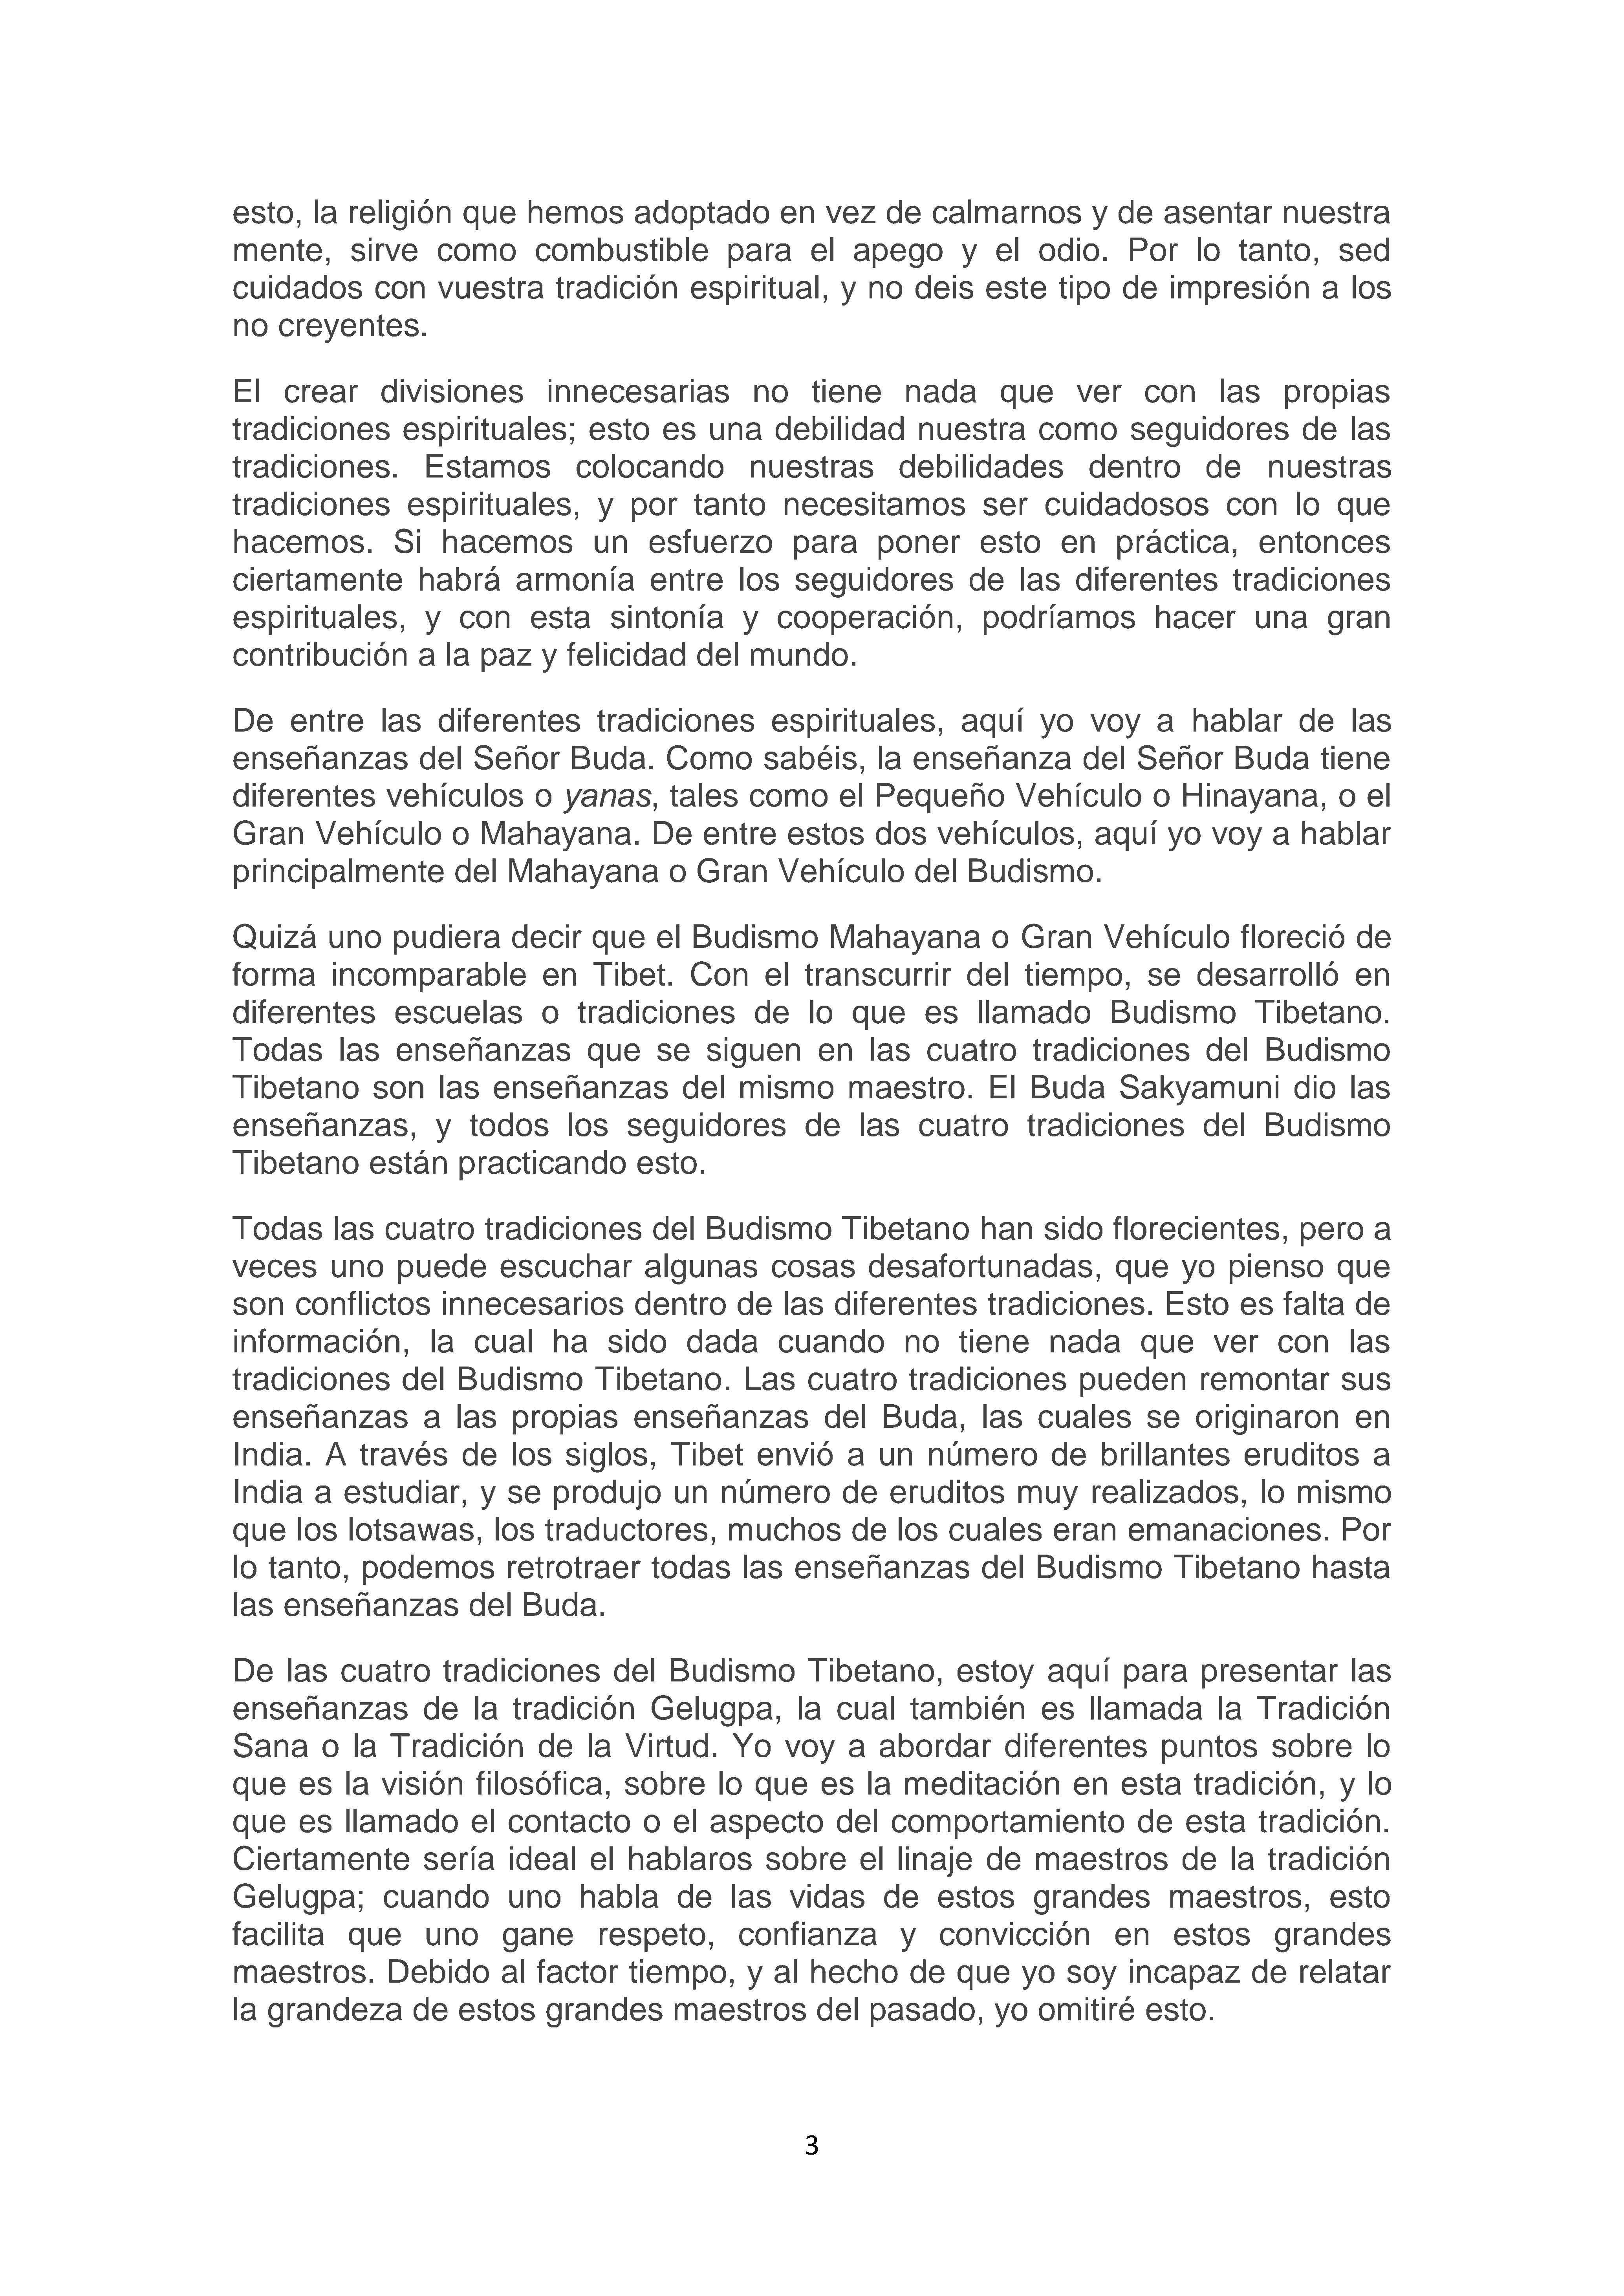 esto, la religión que hemos adoptado en vez de calmarnos y de asentar nuestra
mente, sirve como combustible para el apego y el odio. Por lo tanto, sed
cuidados con vuestra tradición espiritual, y no deis este tipo de impresión a los
no creyentes.
El crear divisiones innecesarias no tiene nada que ver con las propias
tradiciones espirituales; esto es una debilidad nuestra como seguidores de las
tradiciones. Estamos colocando nuestras debilidades dentro de nuestras
tradiciones espirituales, y por tanto necesitamos ser cuidadosos con lo que
hacemos. Si hacemos un esfuerzo para poner esto en práctica, entonces
ciertamente habrá armonía entre los seguidores de las diferentes tradiciones
espirituales, y con esta sintonía y cooperación, podríamos hacer una gran
contribución a la paz y felicidad del mundo.
De entre las diferentes tradiciones espirituales, aquí yo voy a hablar de las
enseñanzas del Señor Buda. Como sabéis, la enseñanza del Señor Buda tiene
diferentes vehículos o yanas, tales como el Pequeño Vehículo o Hinayana, o el
Gran Vehículo o Mahayana. De entre estos dos vehículos, aquí yo voy a hablar
principalmente del Mahayana o Gran Vehículo del Budismo.
Quizá uno pudiera decir que el Budismo Mahayana o Gran Vehículo floreció de
forma incomparable en Tibet. Con el transcurrir del tiempo, se desarrolló en
diferentes escuelas o tradiciones de lo que es llamado Budismo Tibetano.
Todas las enseñanzas que se siguen en las cuatro tradiciones del Budismo
Tibetano son las enseñanzas del mismo maestro. El Buda Sakyamuni dio las
enseñanzas, y todos los seguidores de las cuatro tradiciones del Budismo
Tibetano están practicando esto.
Todas las cuatro tradiciones del Budismo Tibetano han sido florecientes, pero a
veces uno puede escuchar algunas cosas desafortunadas, que yo pienso que
son conflictos innecesarios dentro de las diferentes tradiciones. Esto es falta de
información, la cual ha sido dada cuando no tiene nada que ver con las
tradiciones del Budismo Tibetano. Las cuatro tradiciones pueden remontar sus
enseñanzas a las propias enseñanzas del Buda, las cuales se originaron en
India. A través de los siglos, Tibet envió a un número de brillantes eruditos a
India a estudiar, y se produjo un número de eruditos muy realizados, lo mismo
que los lotsawas, los traductores, muchos de los cuales eran emanaciones. Por
lo tanto, podemos retrotraer todas las enseñanzas del Budismo Tibetano hasta
las enseñanzas del Buda.
De las cuatro tradiciones del Budismo Tibetano, estoy aquí para presentar las
enseñanzas de la tradición Gelugpa, la cual también es llamada la Tradición
Sana o la Tradición de la Virtud. Yo voy a abordar diferentes puntos sobre lo
que es la visión filosófica, sobre lo que es la meditación en esta tradición, y lo
que es llamado el contacto o el aspecto del comportamiento de esta tradición.
Ciertamente sería ideal el hablaros sobre el linaje de maestros de la tradición
Gelugpa; cuando uno habla de las vidas de estos grandes maestros, esto
facilita que uno gane respeto, confianza y convicción en estos grandes
maestros. Debido al factor tiempo, y al hecho de que yo soy incapaz de relatar
la grandeza de estos grandes maestros del pasado, yo omitiré esto.
3